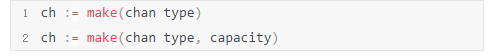 1 ch := make(chan type)
2 ch := make(chan type, capacity)